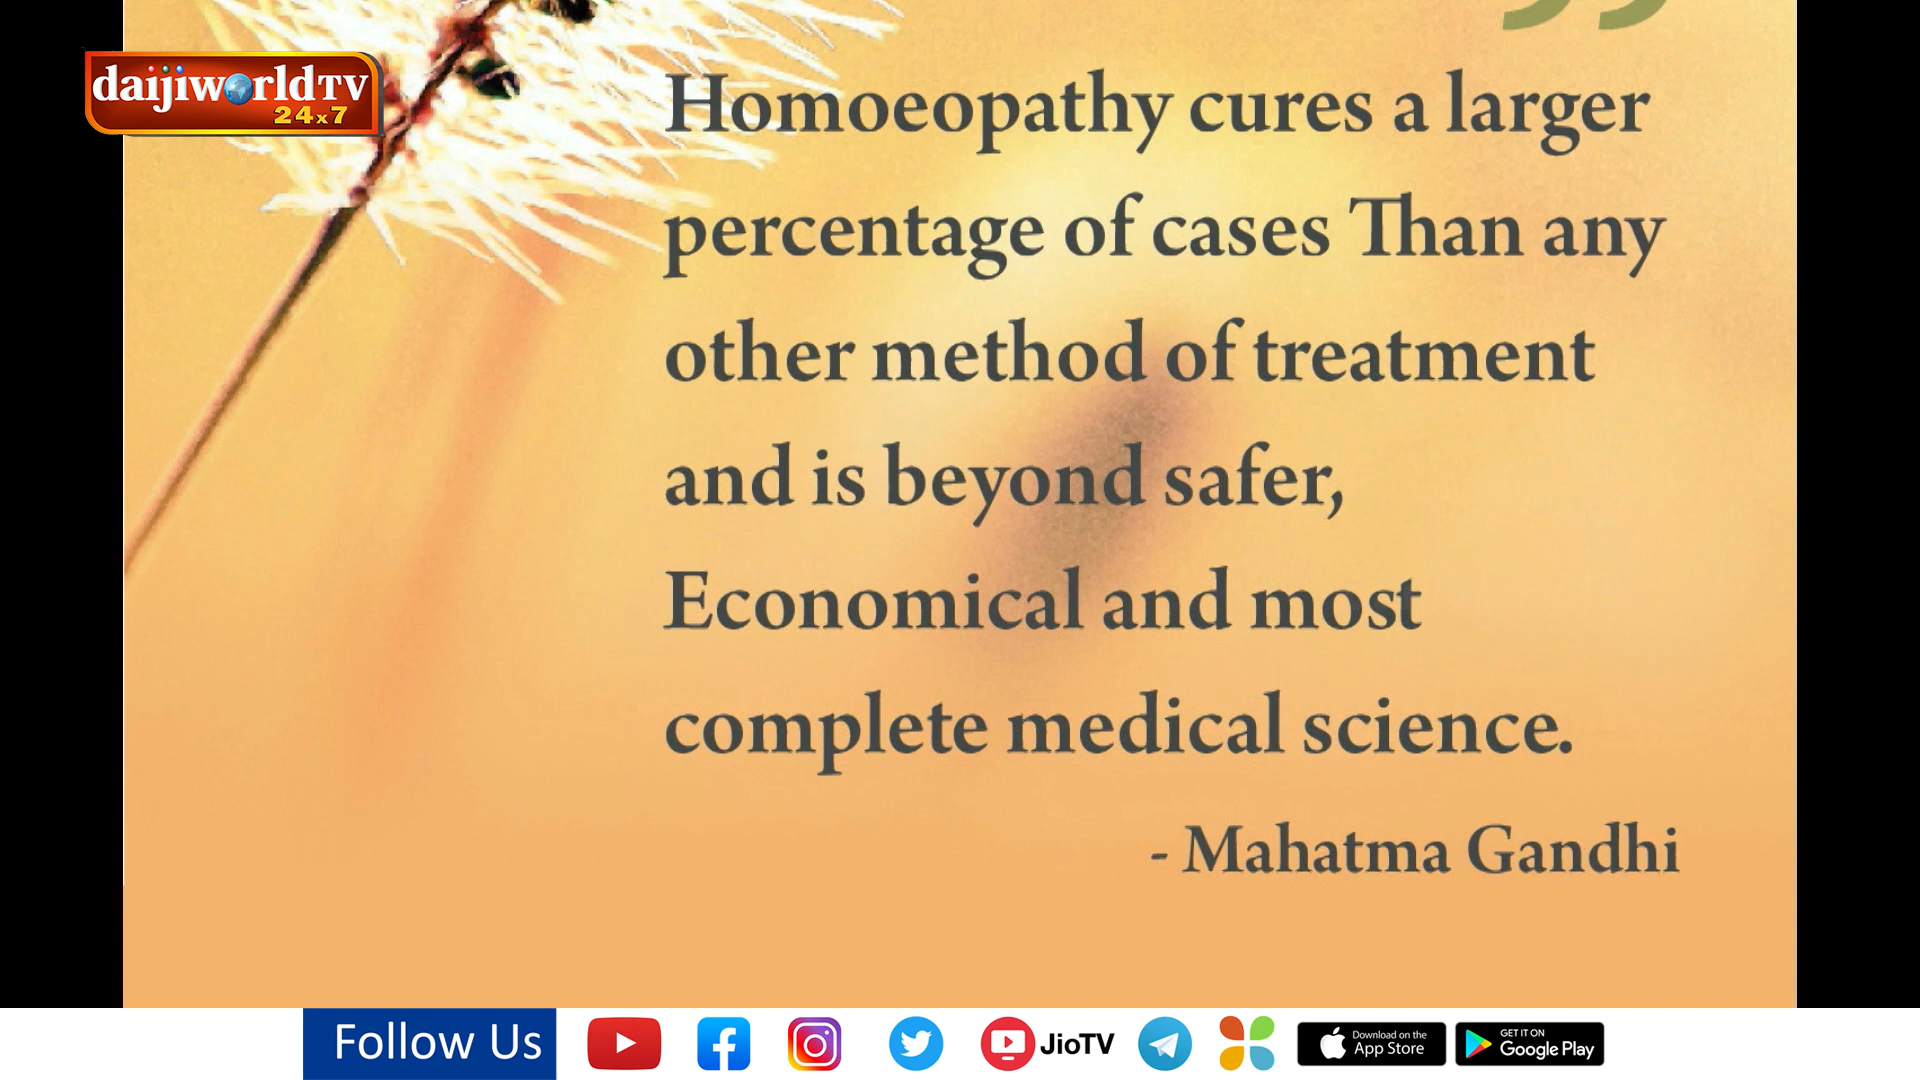 daijiworldTV
24x7
Homoeopathy cures a larger
percentage of cases Than any
other method of treatment
and is beyond safer,
Economical and most
complete medical science.
- Mahatma Gandhi
Follow Us
JioTV
Download on the
App Store
GET IT ON
Google Play